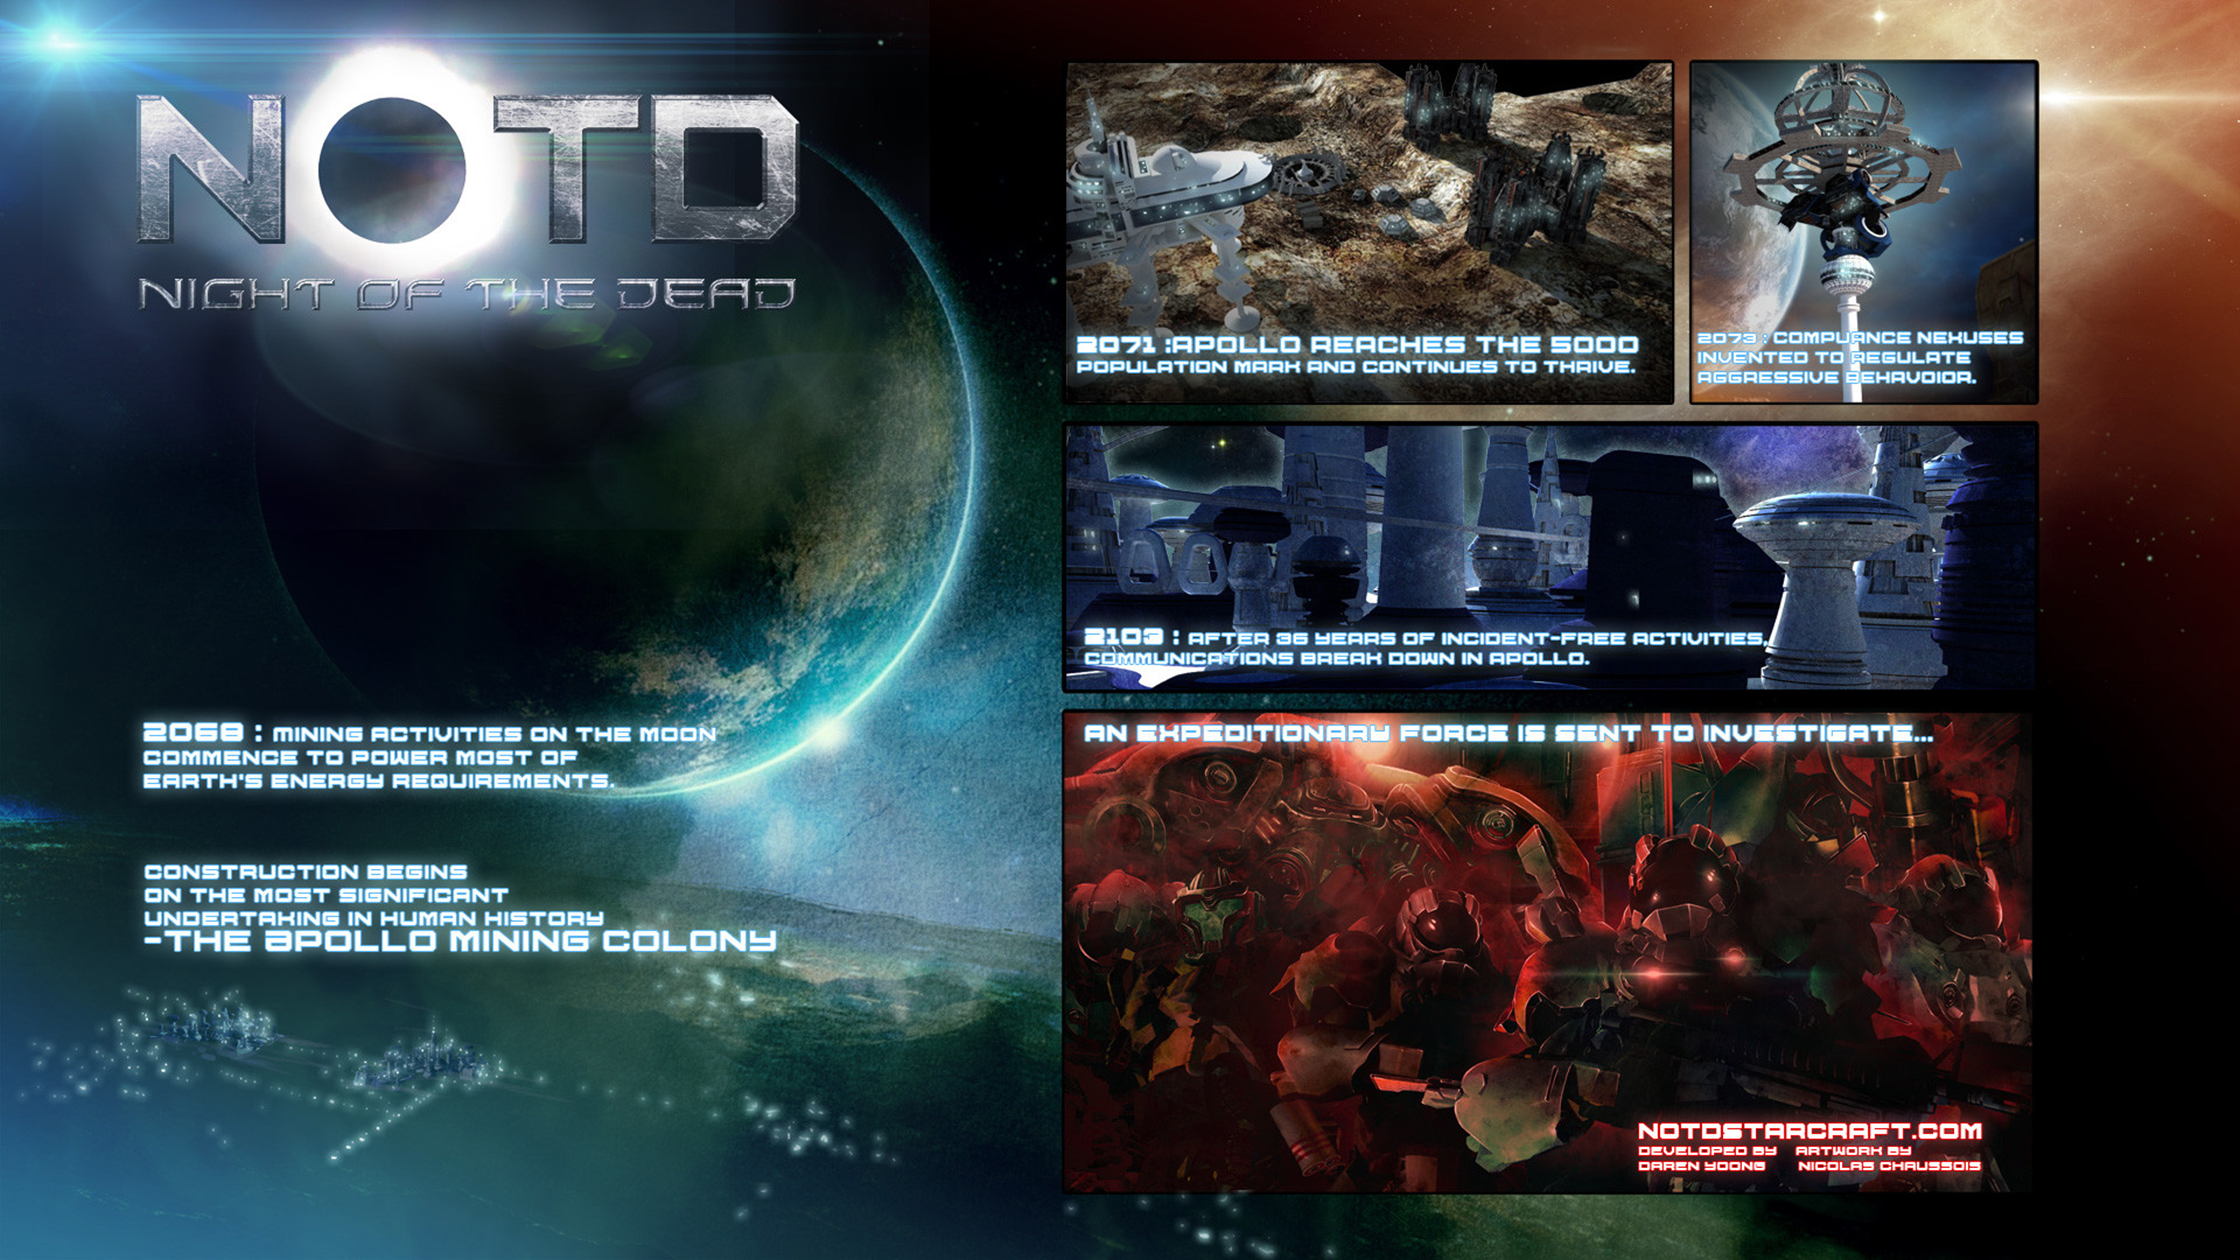 NOTD
NIGHT OF THE DEAD
2068 : MINING ACTIVITIES ON THE MOON
COMMENCE TO POWER MOST OF
EARTH'S ENERGY REQUIREMENTS.
CONSTRUCTION BEGINS
ON THE MOST SIGNIFICANT
UNDERTAKING IN HUMAN HISTORY
-THE APOLLO MINING COLONY
2071 :APOLLO REACHES THE 5000
POPULATION MARK AND CONTINUES TO THRIVE.
2073 : COMPLIANCE NEXUSES
INVENTED TO REGULATE
AGGRESSIVE BEHAVOIOR.
2103 : AFTER 36 YEARS OF INCIDENT-FREE ACTIVITIES,
COMMUNICATIONS BREAK DOWN IN APOLLO.
AN EXPEDITIONARY FORCE IS SENT TO INVESTIGATE...
NOTDSTARCRAFT.COM
DEVELOPED BY ARTWORK BY
DAREN YOONG NICOLAS CHAUSSOIS